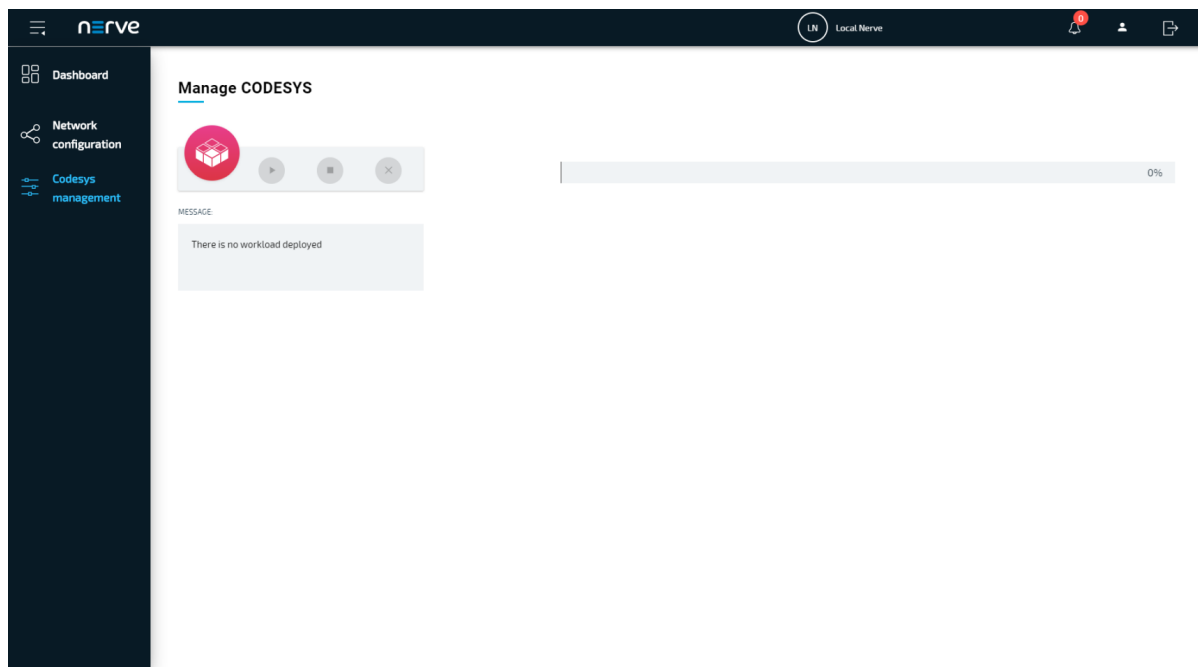 nerve
LN
Local Nerve
0
Dashboard
Network
configuration
Codesys
management
Manage CODESYS
0%
MESSAGE:
There is no workload deployed